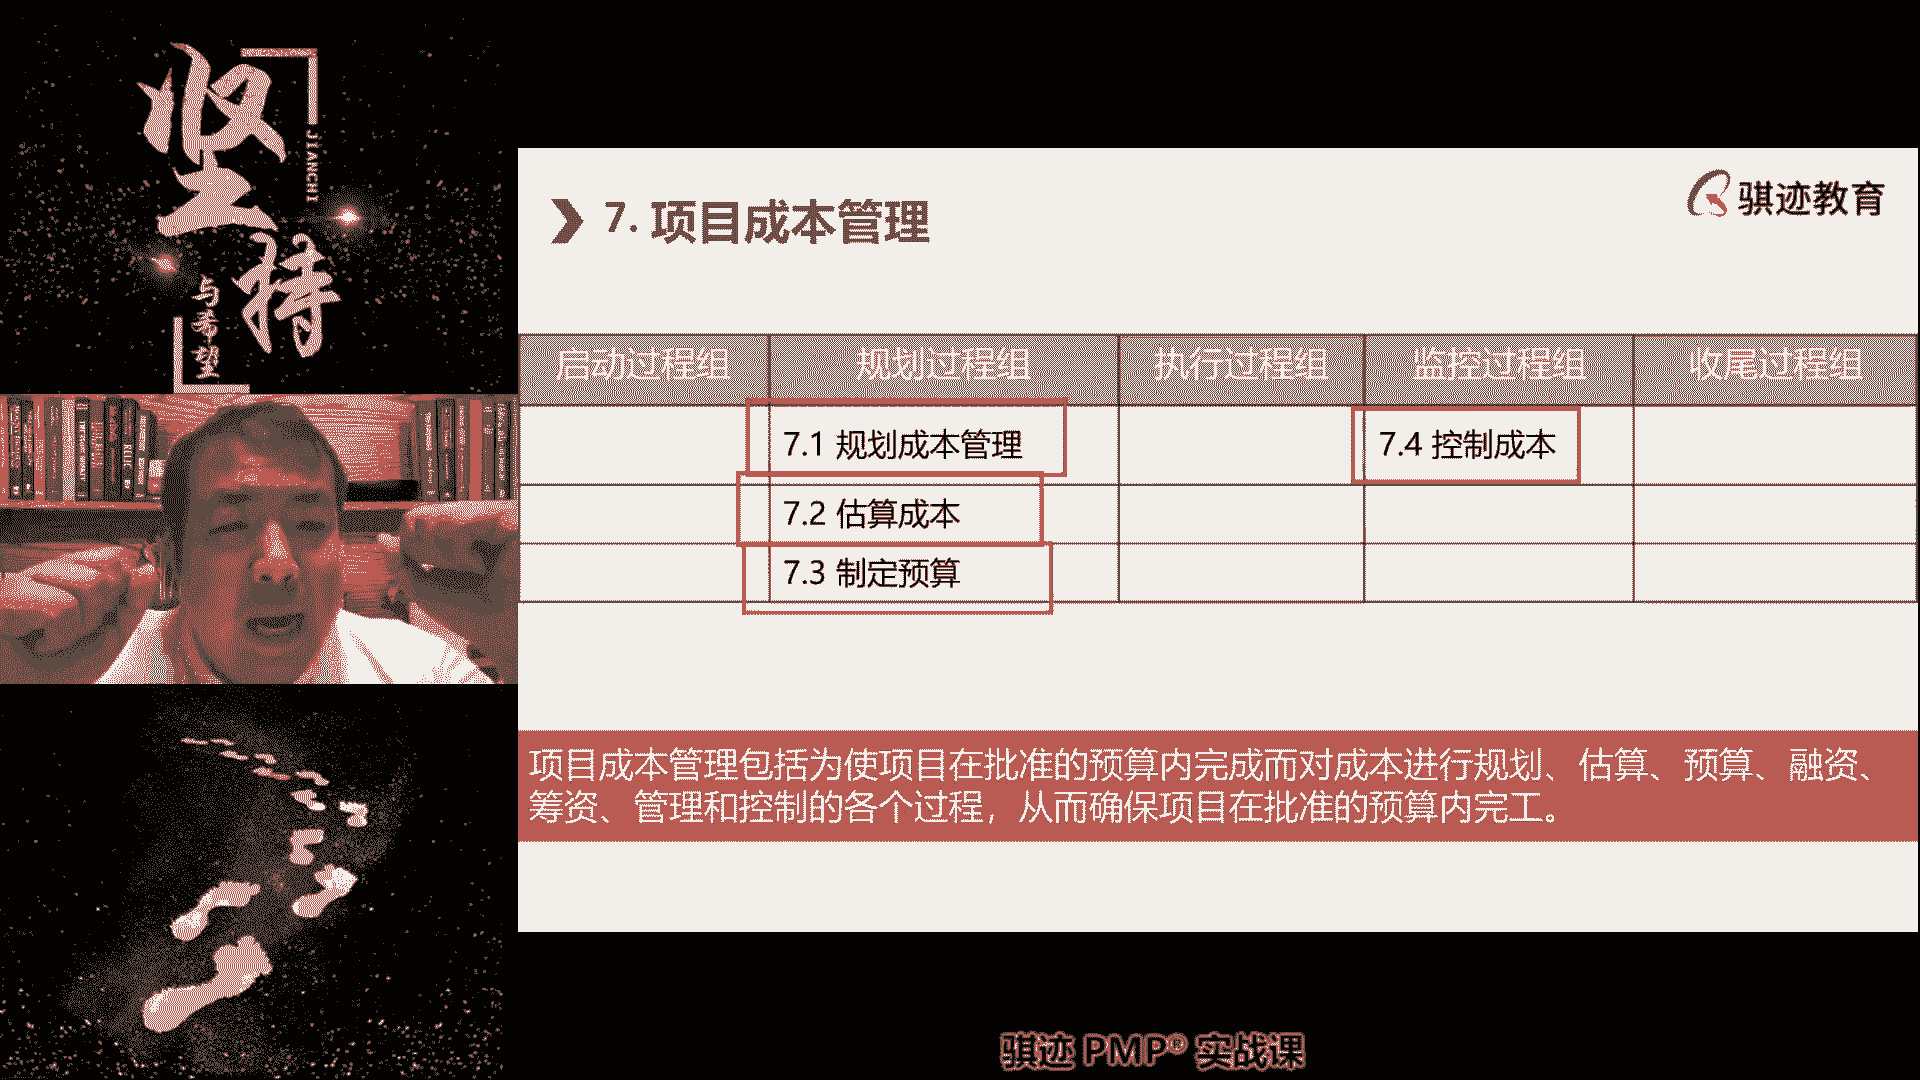 坚持
JIANCHI
与希望
7. 项目成本管理
骐迹教育
启动过程组 规划过程组 执行过程组 监控过程组 收尾过程组
7.1 规划成本管理 7.4 控制成本
7.2 估算成本
7.3 制定预算
项目成本管理包括为使项目在批准的预算内完成而对成本进行规划、估算、预算、融资、
筹资、管理和控制的各个过程，从而确保项目在批准的预算内完工。
骐迹 PMP® 实战课